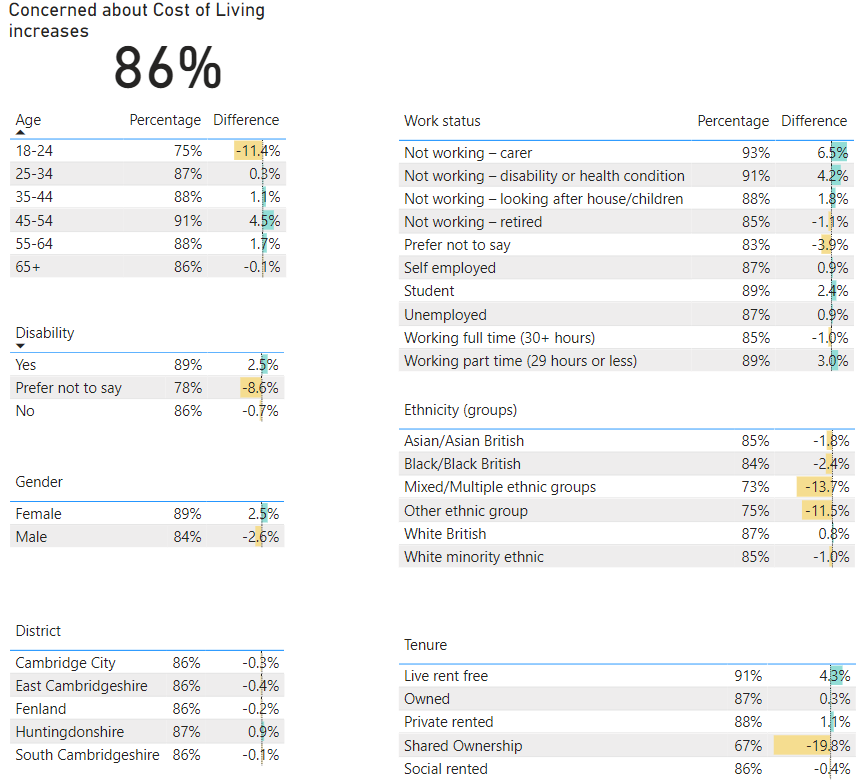 Concerned about Cost of Living
increases
86%
Age Percentage Difference
18-24 75% -11.4%
25-34 87% 0.3%
35-44 88% 1.1%
45-54 91% 4.5%
55-64 88% 1.7%
65+ 86% -0.1%
Disability
Yes 89% 2.5%
Prefer not to say 78% -8.6%
No 86% -0.7%
Gender
Female 89% 2.5%
Male 84% -2.6%
District
Cambridge City 86% -0.3%
East Cambridgeshire 86% -0.4%
Fenland 86% -0.2%
Huntingdonshire 87% 0.9%
South Cambridgeshire 86% -0.1%
Work status Percentage Difference
Not working – carer 93% 6.5%
Not working – disability or health condition 91% 4.2%
Not working – looking after house/children 88% 1.8%
Not working – retired 85% -1.1%
Prefer not to say 83% -3.9%
Self employed 87% 0.9%
Student 89% 2.4%
Unemployed 87% 0.9%
Working full time (30+ hours) 85% -1.0%
Working part time (29 hours or less) 89% 3.0%
Ethnicity (groups)
Asian/Asian British 85% -1.8%
Black/Black British 84% -2.4%
Mixed/Multiple ethnic groups 73% -13.7%
Other ethnic group 75% -11.5%
White British 87% 0.8%
White minority ethnic 85% -1.0%
Tenure
Live rent free 91% 4.3%
Owned 87% 0.3%
Private rented 88% 1.1%
Shared Ownership 67% -19.8%
Social rented 86% -0.4%